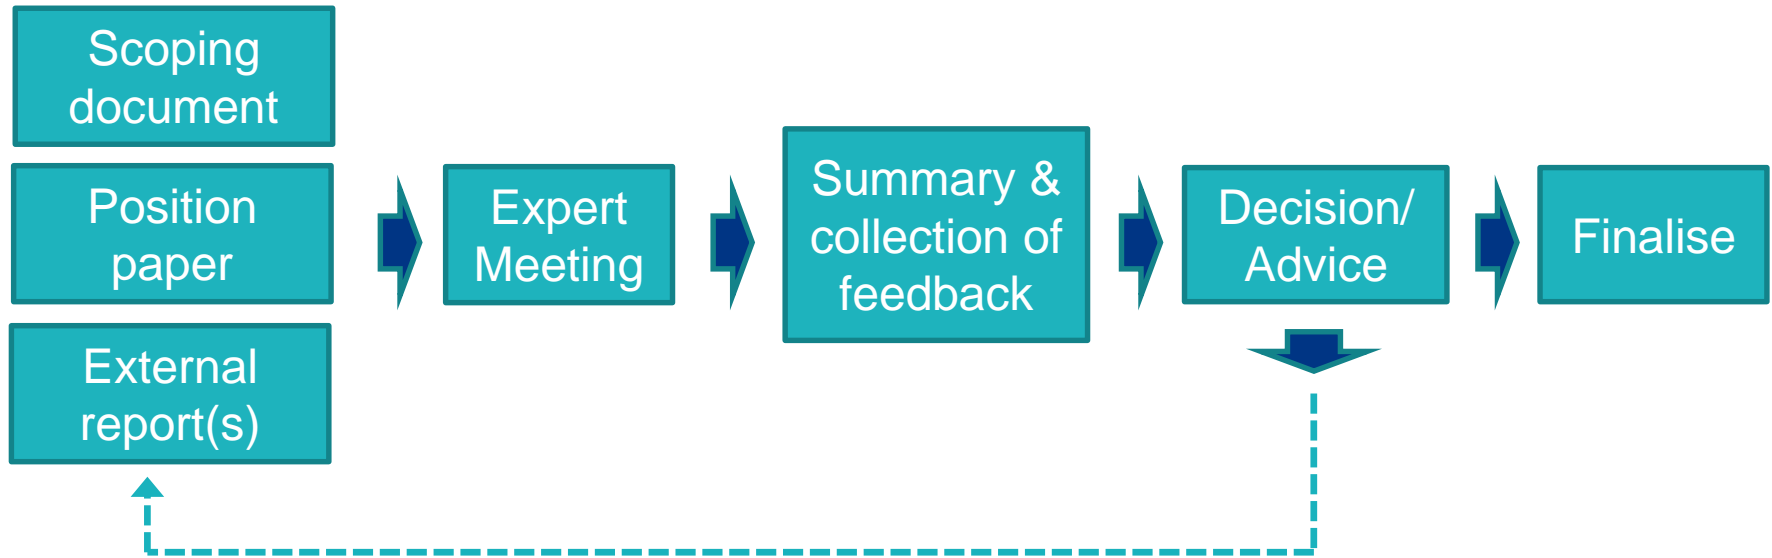 Scoping
document
Position
paper
External
report(s)
Expert
Meeting
Summary &
collection of
feedback
Decision/
Advice
Finalise